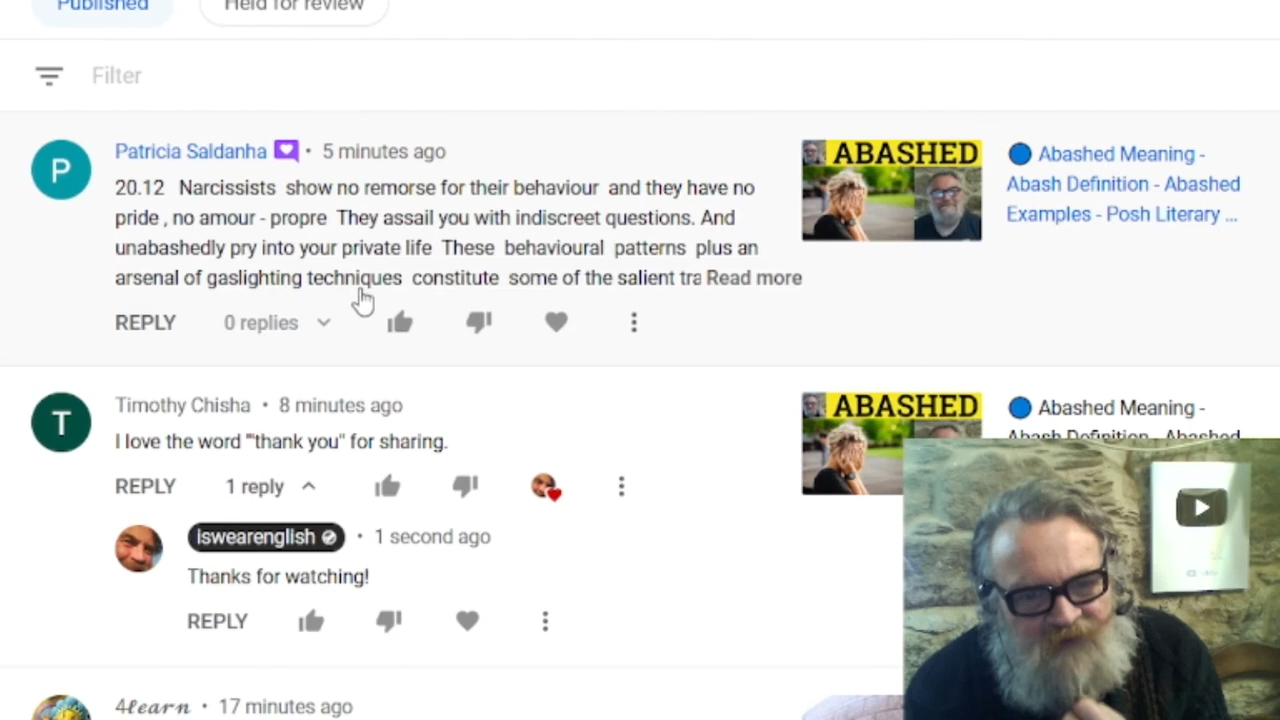 Published
Held for review
Filter
P
Patricia Saldanha • 5 minutes ago
20.12 Narcissists show no remorse for their behaviour and they have no
pride , no amour - propre They assail you with indiscreet questions. And
unabashedly pry into your private life These behavioural patterns plus an
arsenal of gaslighting techniques constitute some of the salient tra Read more
REPLY 0 replies
ABASHED
Abashed Meaning -
Abash Definition - Abashed
Examples - Posh Literary ...
T
Timothy Chisha • 8 minutes ago
I love the word '"thank you" for sharing.
REPLY 1 reply
ABASHED
Abashed Meaning -
Abash Definition - Abashed
iswearenglish • 1 second ago
Thanks for watching!
REPLY
4learn • 17 minutes ago